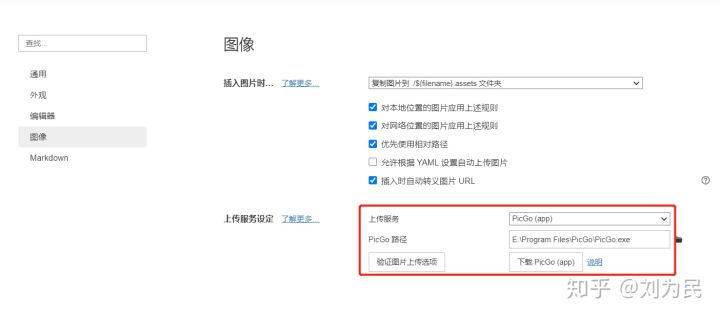 图像
查找...
通用
外观
编辑器
图像
Markdown
插入图片时... 了解更多...
复制图片到 ./${filename}.assets 文件夹
对本地位置的图片应用上述规则
对网络位置的图片应用上述规则
优先使用相对路径
允许根据 YAML 设置自动上传图片
插入时自动转义图片 URL
上传服务设定 了解更多...
上传服务 PicGo (app)
PicGo 路径 E:\Program Files\PicGo\PicGo.exe
验证图片上传选项 下载 PicGo (app) 说明
知乎 @刘为民